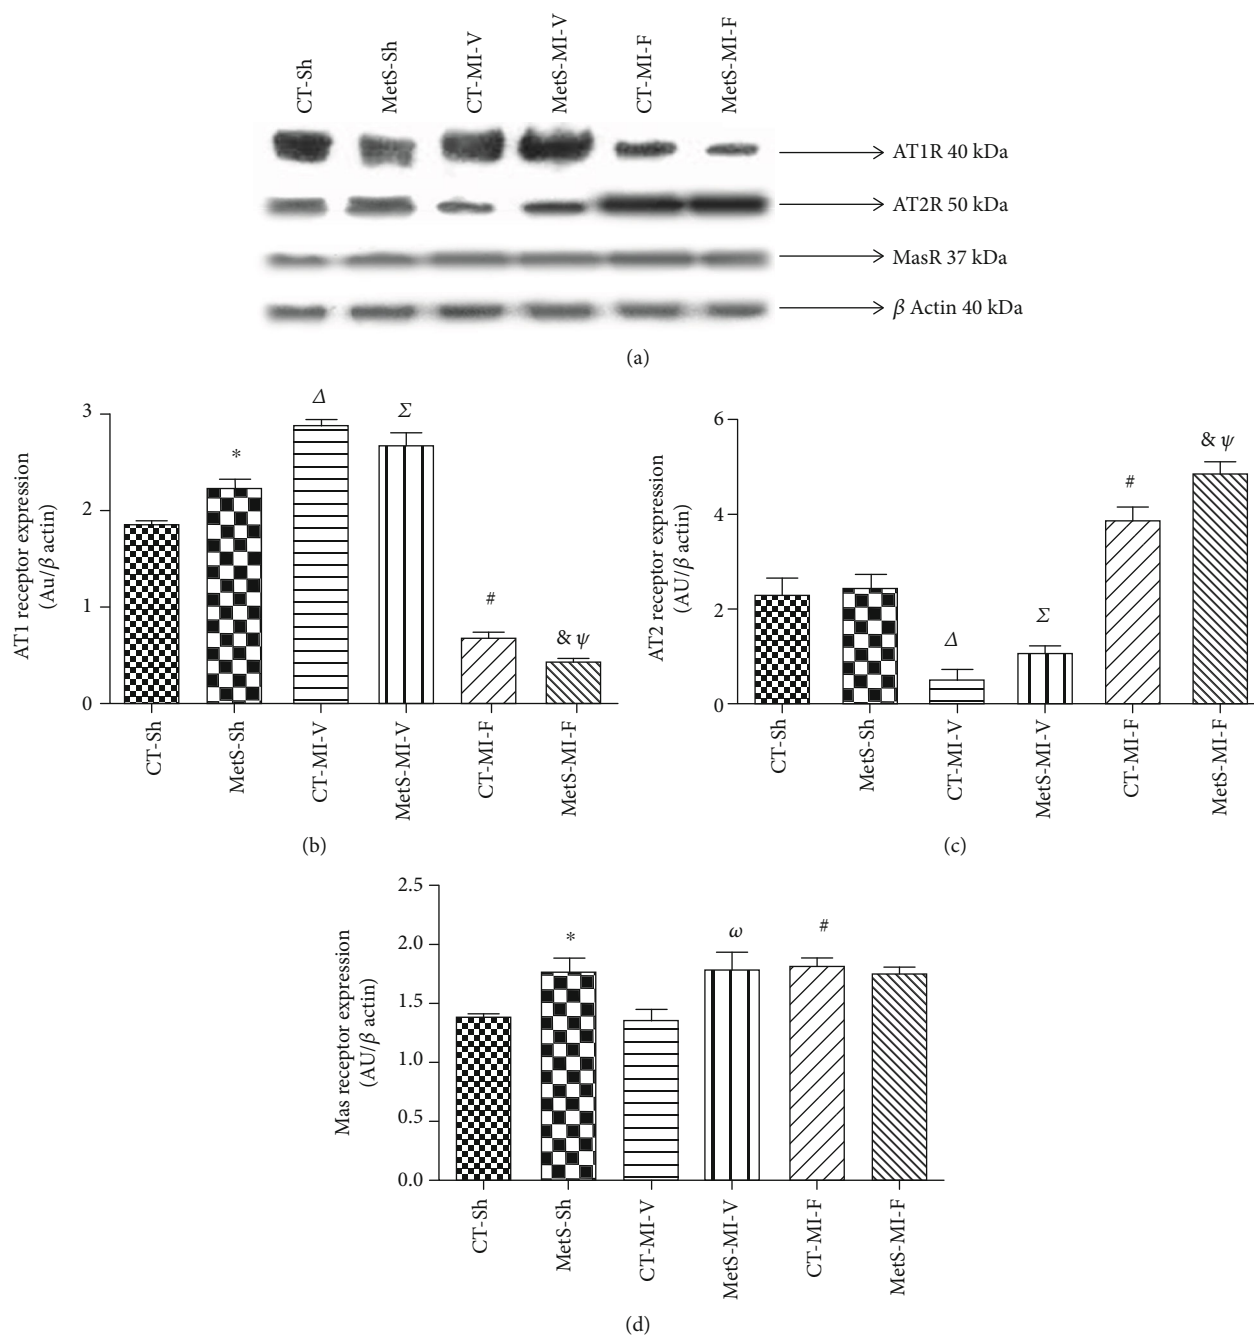 CT-Sh
MetS-Sh
CT-MI-V
MetS-MI-V
CT-MI-F
MetS-MI-F
AT1R 40 kDa
AT2R 50 kDa
MasR 37 kDa
β Actin 40 kDa
(a)
AT1 receptor expression
(Au/β actin)
3
2
1
0
*
Δ
Σ
#
& ψ
CT-Sh
MetS-Sh
CT-MI-V
MetS-MI-V
CT-MI-F
MetS-MI-F
(b)
AT2 receptor expression
(AU/β actin)
6
4
2
0
Δ
Σ
#
& ψ
CT-Sh
MetS-Sh
CT-MI-V
MetS-MI-V
CT-MI-F
MetS-MI-F
(c)
Mas receptor expression
(AU/β actin)
2.5
2.0
1.5
1.0
0.5
0.0
*
ω
#
CT-Sh
MetS-Sh
CT-MI-V
MetS-MI-V
CT-MI-F
MetS-MI-F
(d)